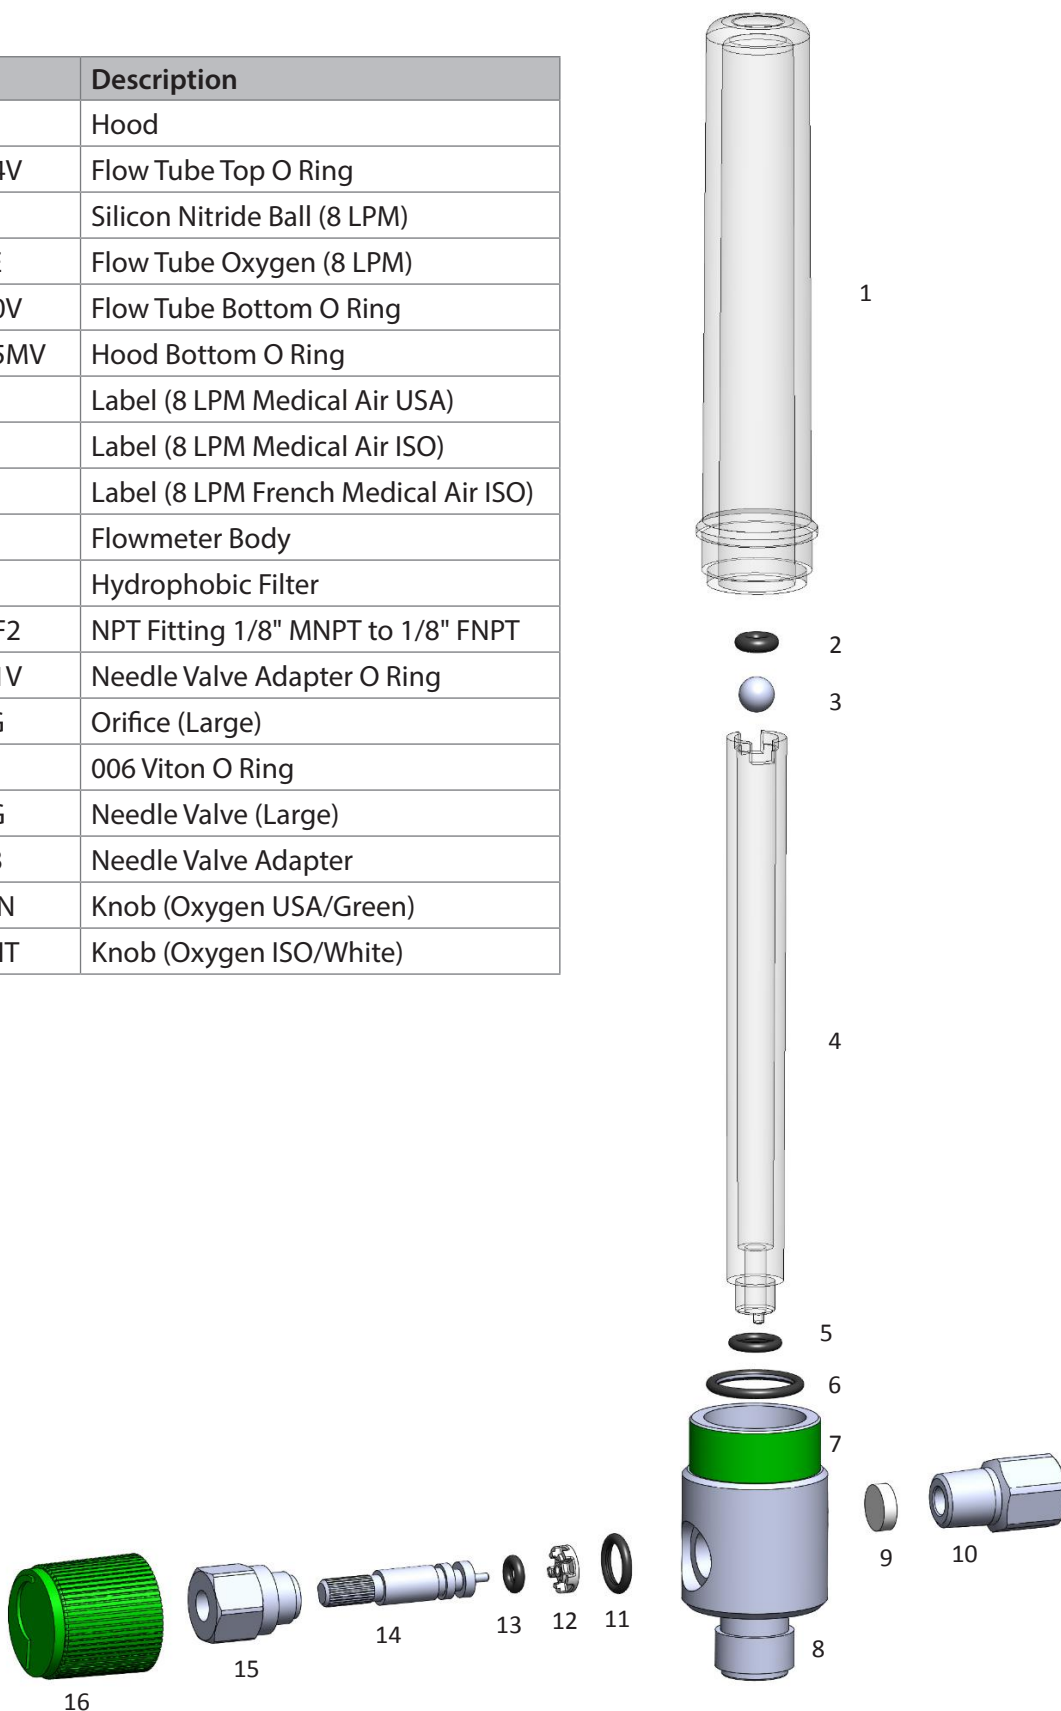 Description
Hood
4V Flow Tube Top O Ring
Silicon Nitride Ball (8 LPM)
Flow Tube Oxygen (8 LPM)
0V Flow Tube Bottom O Ring
5MV Hood Bottom O Ring
Label (8 LPM Medical Air USA)
Label (8 LPM Medical Air ISO)
Label (8 LPM French Medical Air ISO)
Flowmeter Body
Hydrophobic Filter
F2 NPT Fitting 1/8" MNPT to 1/8" FNPT
V Needle Valve Adapter O Ring
G Orifice (Large)
006 Viton O Ring
G Needle Valve (Large)
Needle Valve Adapter
N Knob (Oxygen USA/Green)
IT Knob (Oxygen ISO/White)
1
2
3
4
5
6
7
8
9
10
11
12
13
14
15
16